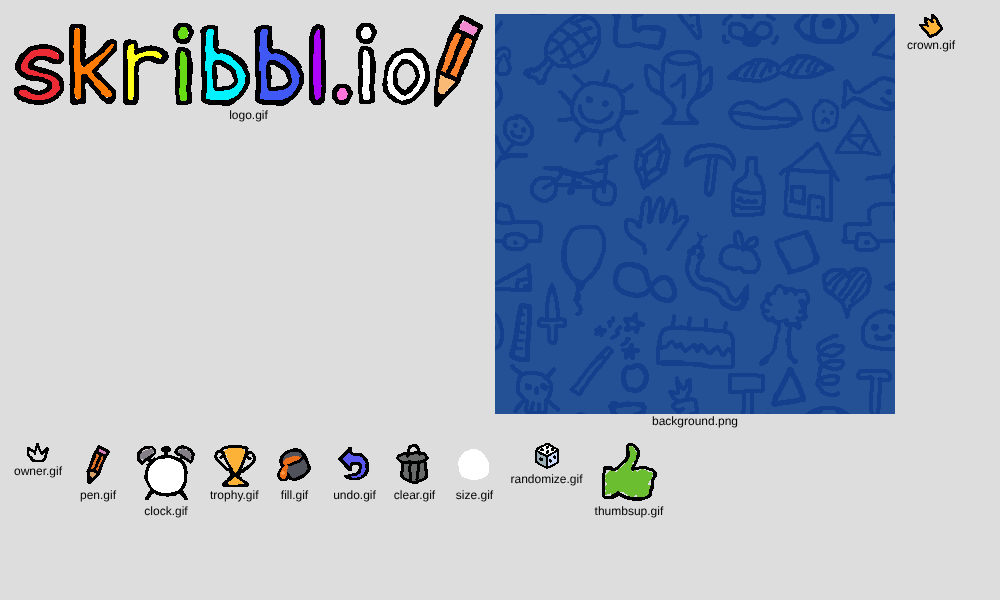 skribbl.io
logo.gif
background.png
crown.gif
owner.gif
pen.gif
clock.gif
trophy.gif
fill.gif
undo.gif
clear.gif
size.gif
randomize.gif
thumbsup.gif